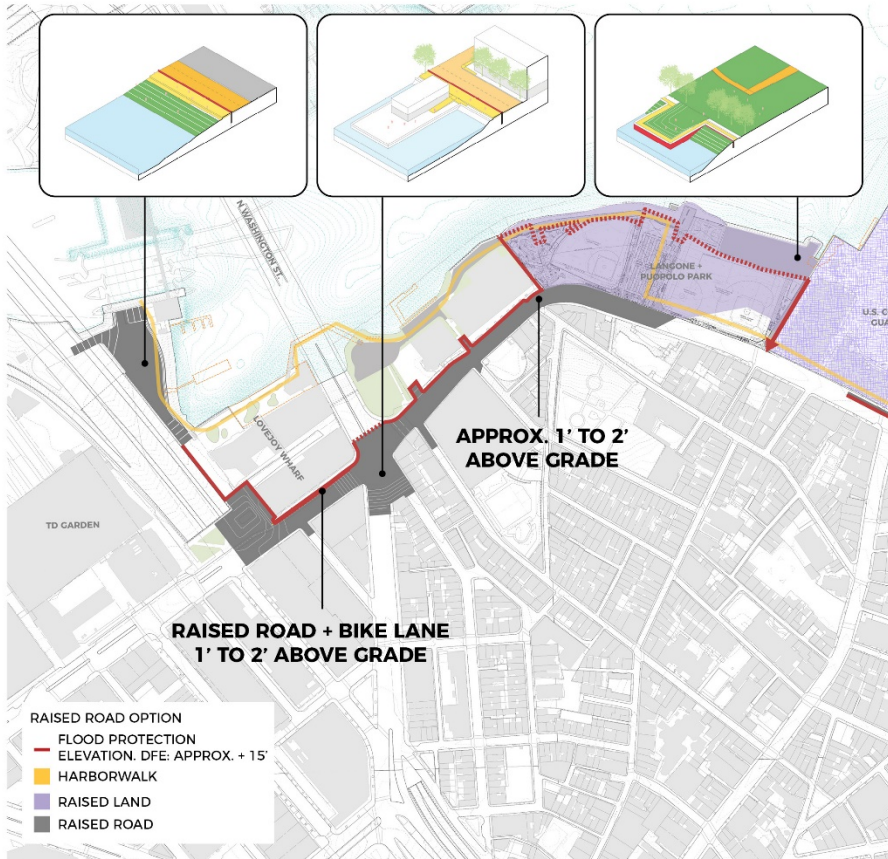 N WASHINGTON ST.
LANGONE +
PUOPOLO PARK
U.S. C
GUA
LOVEJOY WHARF
TD GARDEN
APPROX. 1' TO 2'
ABOVE GRADE
RAISED ROAD + BIKE LANE
1' TO 2' ABOVE GRADE
RAISED ROAD OPTION
FLOOD PROTECTION
ELEVATION. DFE: APPROX. + 15'
HARBORWALK
RAISED LAND
RAISED ROAD